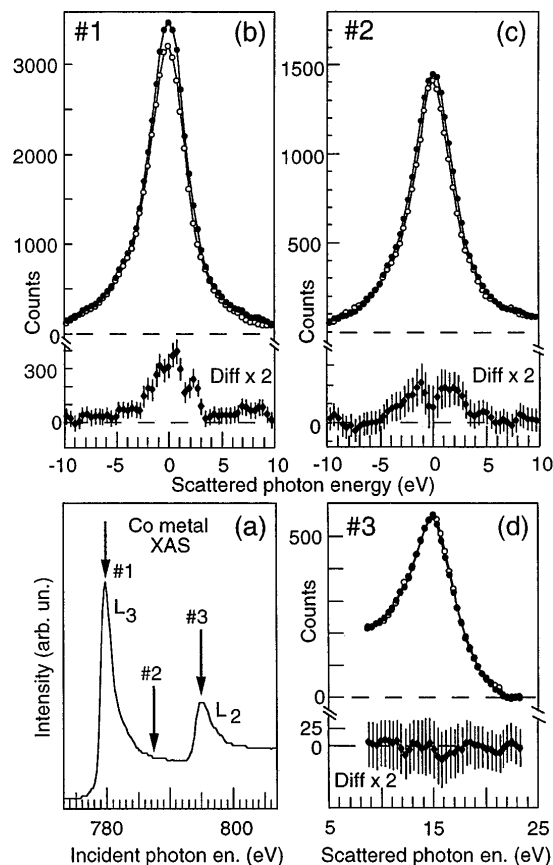 #1 (b)
3000
2000
1000
0
Counts
300
0
Diff x 2
-10 -5 0 5 10
#2 (c)
1500
1000
500
0
Counts
0
Diff x 2
-10 -5 0 5 10
Scattered photon energy (eV)
Co metal (a)
XAS
#1
L3
#2
#3
L2
Intensity (arb. un.)
780 800
Incident photon en. (eV)
#3 (d)
500
0
Counts
25
0
Diff x 2
5 15 25
Scattered photon en. (eV)